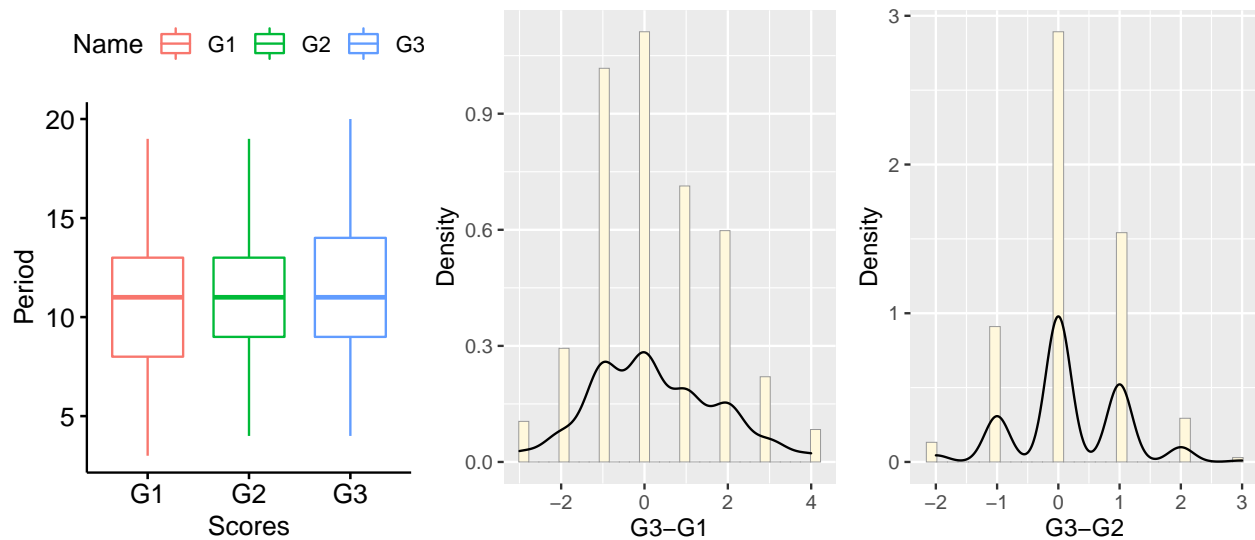 Name G1 G2 G3
Period
20
15
10
5
G1 G2 G3
Scores
Density
0.9
0.6
0.3
0.0
−2 0 2 4
G3−G1
Density
3
2
1
0
−2 −1 0 1 2 3
G3−G2